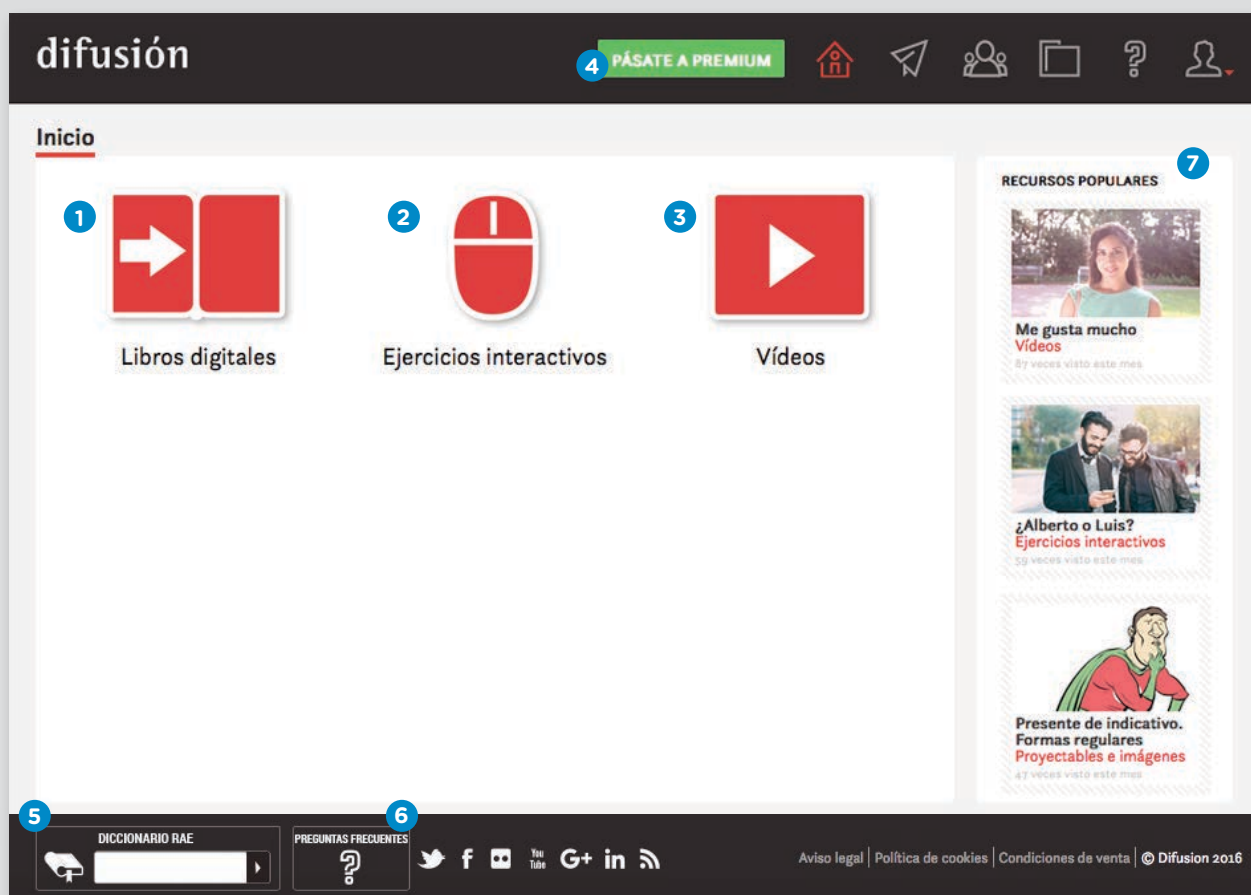 difusión
4 PÁSATE A PREMIUM
Inicio
1
2
3
Libros digitales
Ejercicios interactivos
Vídeos
7
RECURSOS POPULARES
Me gusta mucho
Vídeos
87 veces visto este mes
¿Alberto o Luis?
Ejercicios interactivos
59 veces visto este mes
Presente de indicativo.
Formas regulares
Proyectables e imágenes
47 veces visto este mes
5
DICCIONARIO RAE
6
PREGUNTAS FRECUENTES
You
Tube
G+ in
Aviso legal | Política de cookies | Condiciones de venta | © Difusion 2016